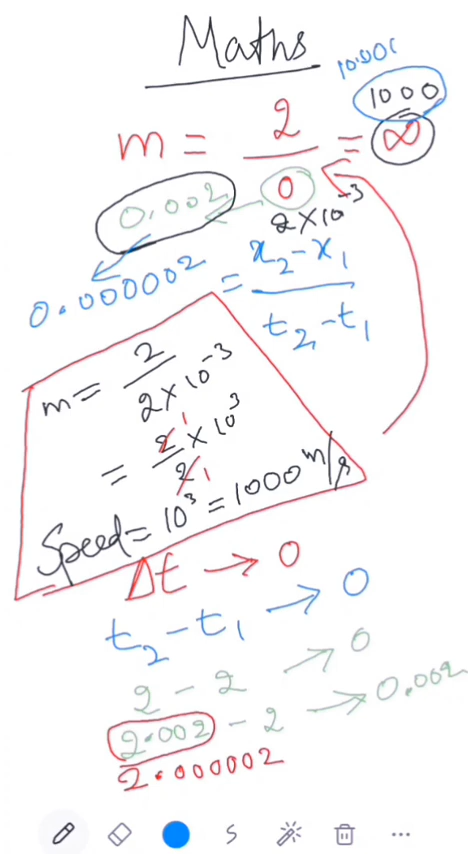 Maths
10.000
1000
m = 2/0 = ∞
0.002
2×10⁻³
0.000002 = x₂-x₁/t₂-t₁
m = 2/2×10⁻³
= 2¹/2₁ ×10³
Speed = 10³ = 1000 m/s
Δt → 0
t₂-t₁ → 0
2 - 2 → 0
2.002 - 2 → 0.002
2.000002
S